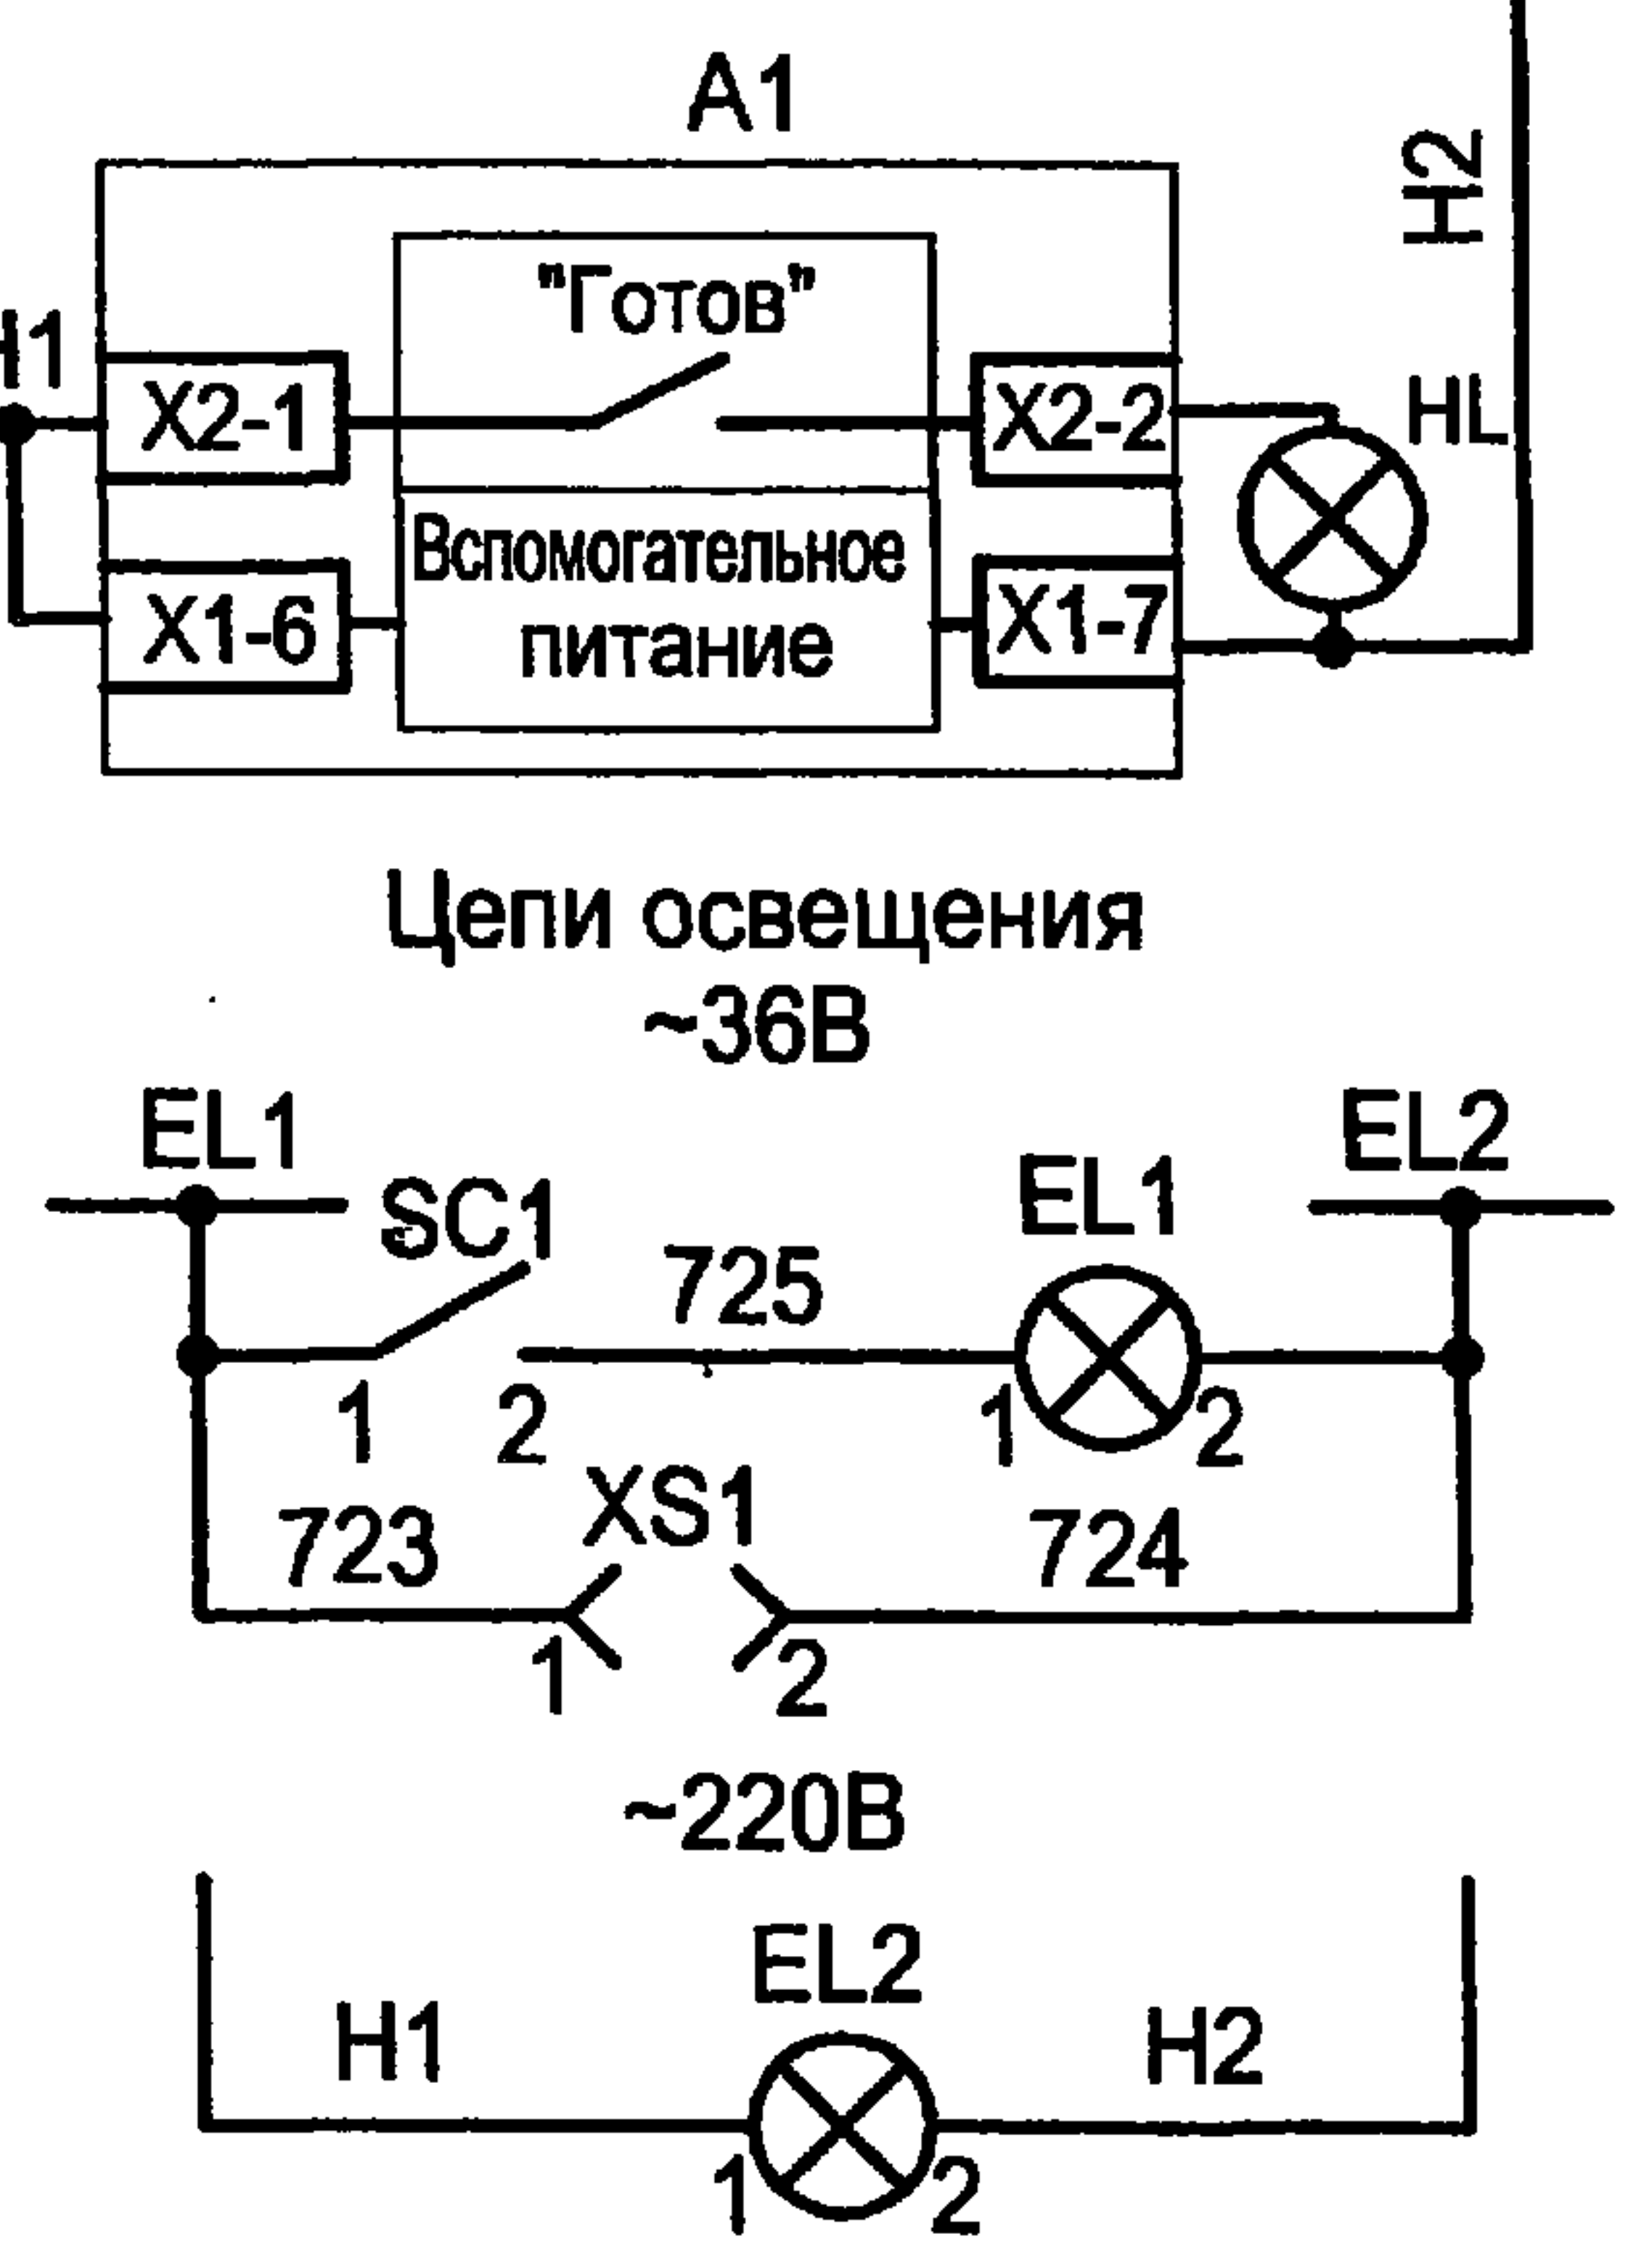 A1
H2
"Готов"
H1
X2-1
X2-2
HL
Вспомогательное
питание
X1-6
X1-7
Цепи освещения
~36В
EL1
EL2
SC1
EL1
725
1
2
1
2
XS1
723
724
1
2
~220В
EL2
H1
H2
1
2